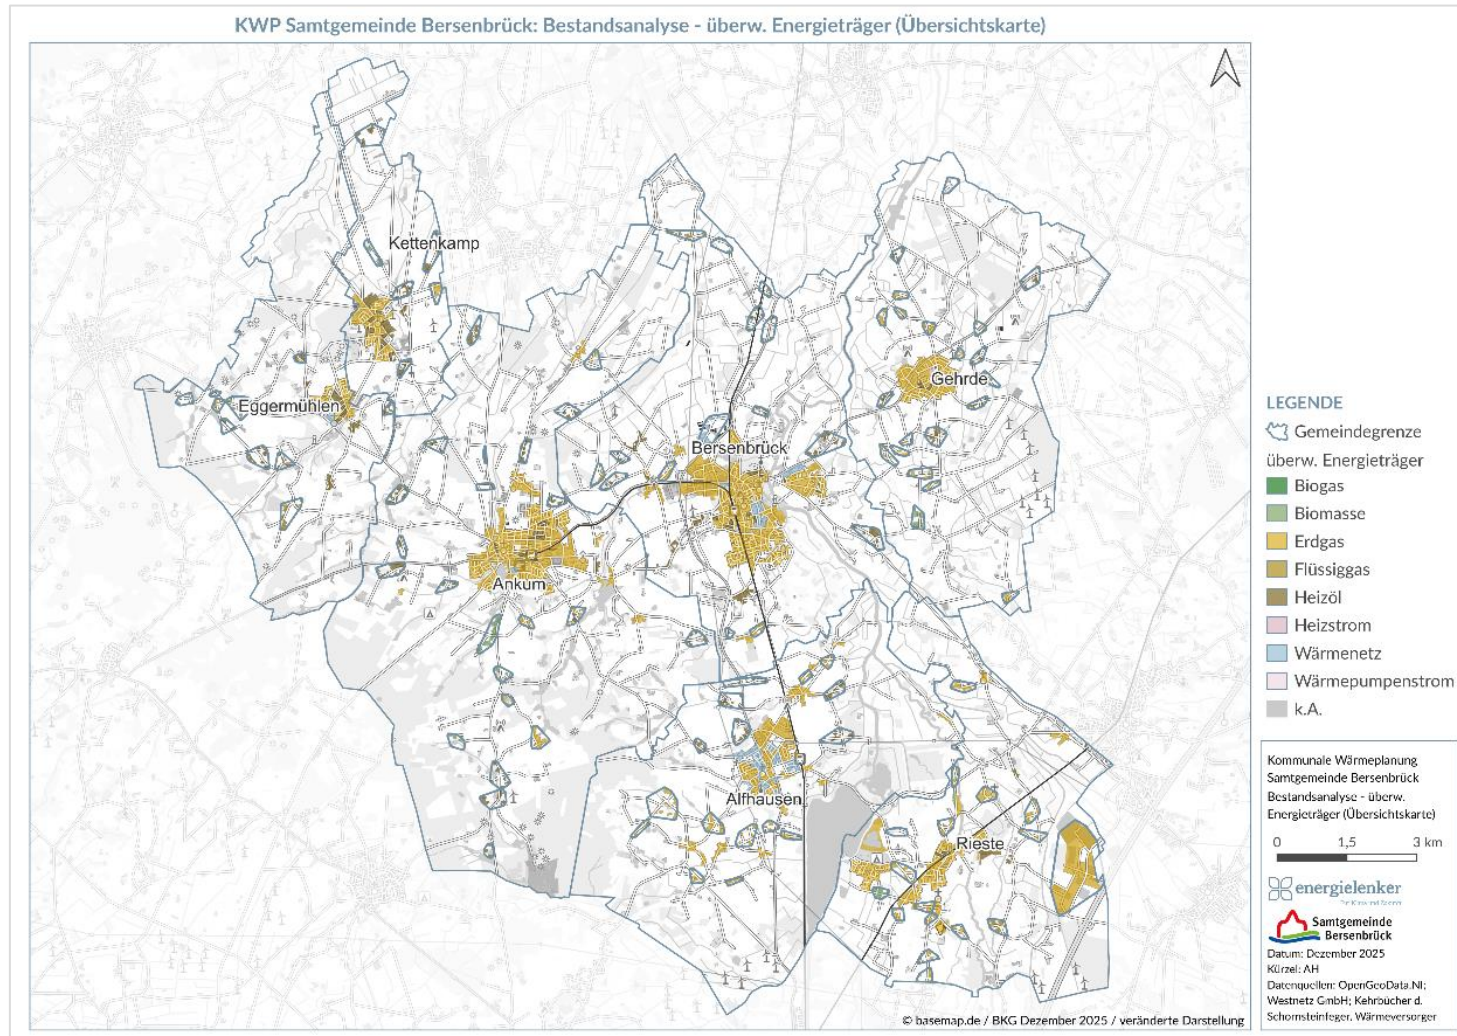 KWP Samtgemeinde Bersenbrück: Bestandsanalyse - überw. Energieträger (Übersichtskarte)
Kettenkamp
Eggermühlen
Gehrde
Bersenbrück
Ankum
Alfhausen
Rieste
LEGENDE
Gemeindegrenze
überw. Energieträger
Biogas
Biomasse
Erdgas
Flüssiggas
Heizöl
Heizstrom
Wärmenetz
Wärmepumpenstrom
k.A.
Kommunale Wärmeplanung
Samtgemeinde Bersenbrück
Bestandsanalyse - überw.
Energieträger (Übersichtskarte)
0 1,5 3 km
energielenker
Samtgemeinde
Bersenbrück
Datum: Dezember 2025
Kürzel: AH
Datenquellen: OpenGeoData.NI;
Westnetz GmbH; Kehrbücher d.
Schornsteinfeger, Wärmeversorger
© basemap.de / BKG Dezember 2025 / veränderte Darstellung